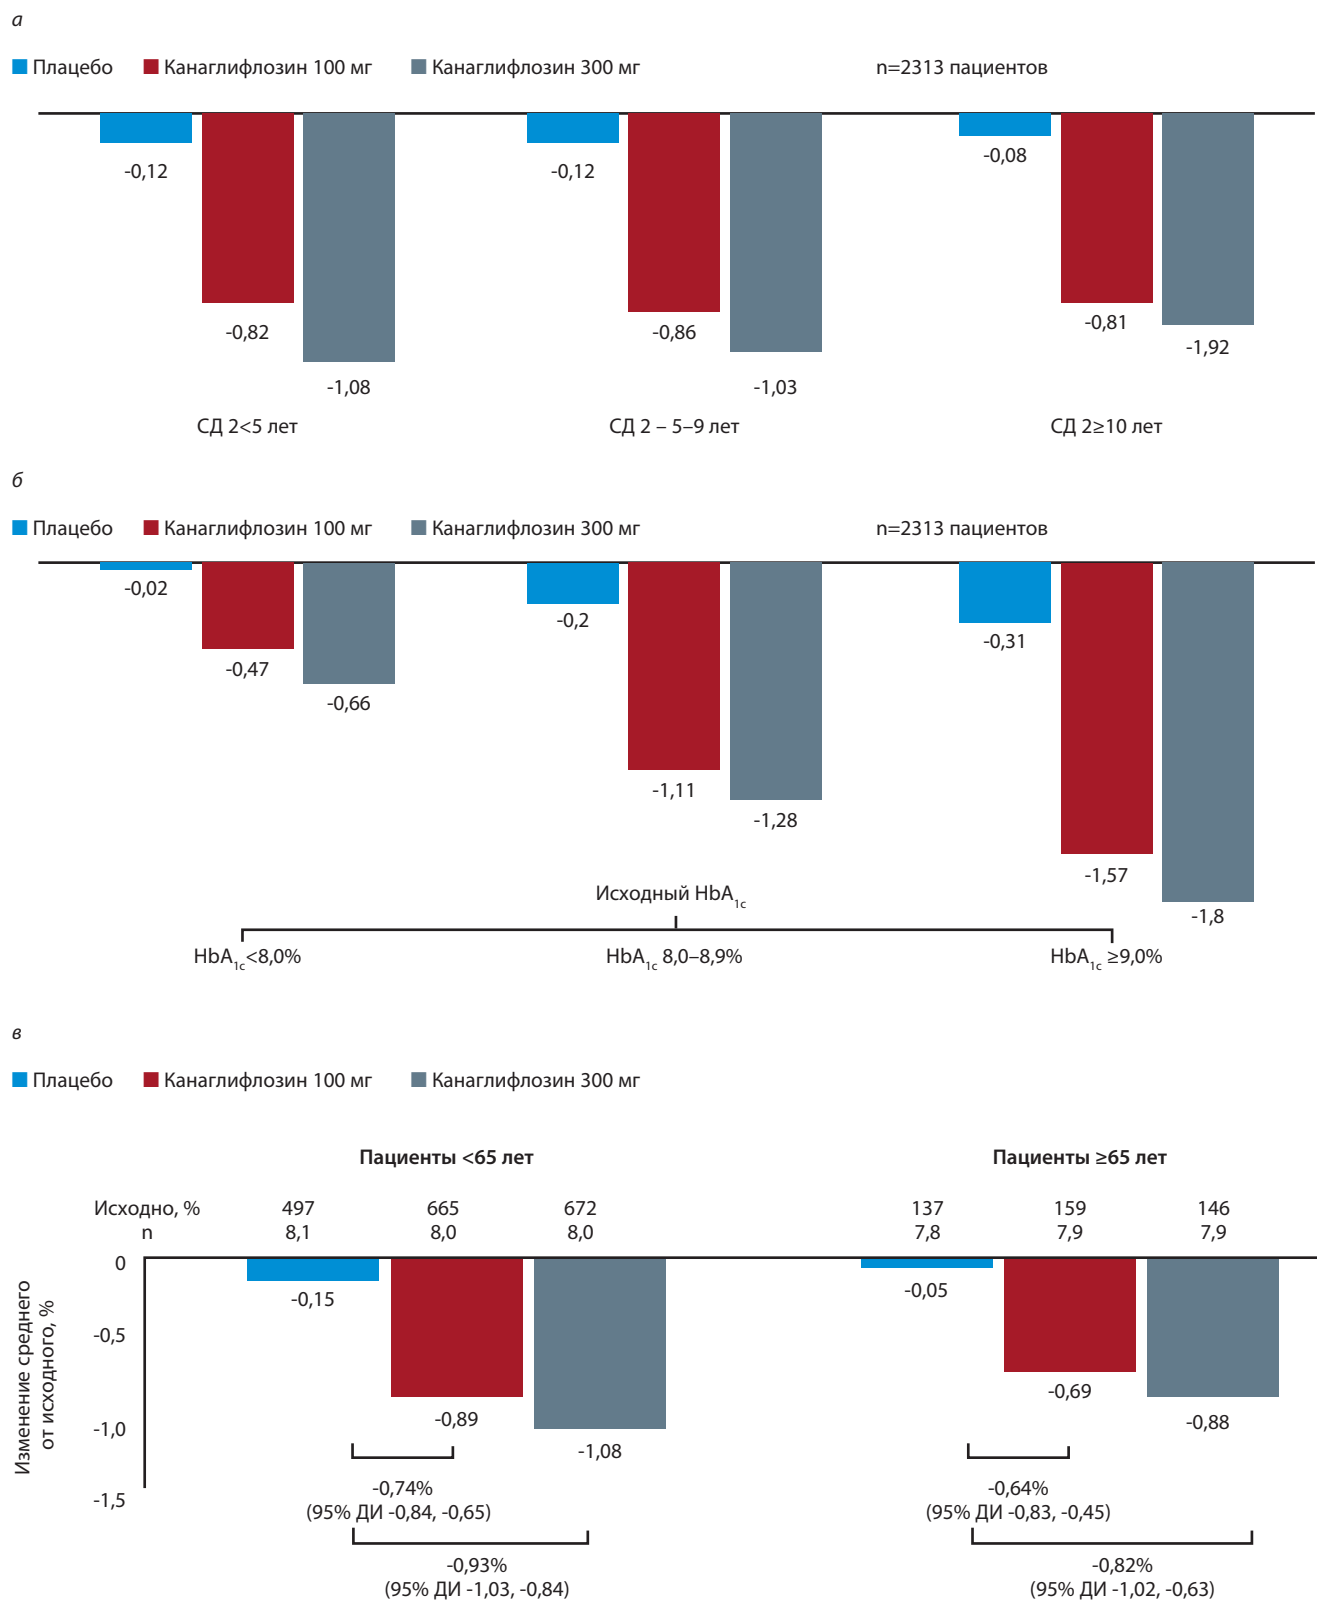 а
Плацебо Канаглифлозин 100 мг Канаглифлозин 300 мг n=2313 пациентов
-0,12 -0,82 -1,08 -0,12 -0,86 -1,03 -0,08 -0,81 -1,92
СД 2<5 лет СД 2 – 5–9 лет СД 2≥10 лет
б
Плацебо Канаглифлозин 100 мг Канаглифлозин 300 мг n=2313 пациентов
-0,02 -0,47 -0,66 -0,2 -1,11 -1,28 -0,31 -1,57 -1,8
Исходный HbA1c
HbA1c<8,0% HbA1c 8,0–8,9% HbA1c ≥9,0%
в
Плацебо Канаглифлозин 100 мг Канаглифлозин 300 мг
Пациенты <65 лет Пациенты ≥65 лет
Исходно, % 497 665 672 137 159 146
n 8,1 8,0 8,0 7,8 7,9 7,9
Изменение среднего
от исходного, %
0
-0,5
-1,0
-1,5
-0,15 -0,89 -1,08 -0,05 -0,69 -0,88
-0,74% -0,64%
(95% ДИ -0,84, -0,65) (95% ДИ -0,83, -0,45)
-0,93% -0,82%
(95% ДИ -1,03, -0,84) (95% ДИ -1,02, -0,63)